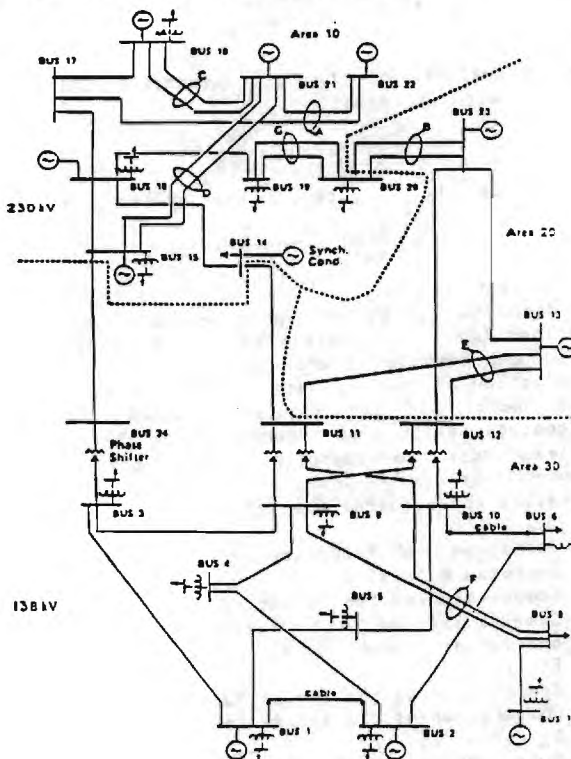 BUS 18
Area 10
BUS 17
BUS 21
BUS 22
C
A
BUS 23
G
B
BUS 19
BUS 20
D
230 kV
BUS 14
BUS 15
Synch.
Cond.
Area 20
BUS 13
E
BUS 24
BUS 11
BUS 12
Phase
Shifter
Area 30
BUS 3
BUS 9
BUS 10
BUS 6
cable
BUS 4
F
138 kV
BUS 5
BUS 8
cable
BUS 1
BUS 2